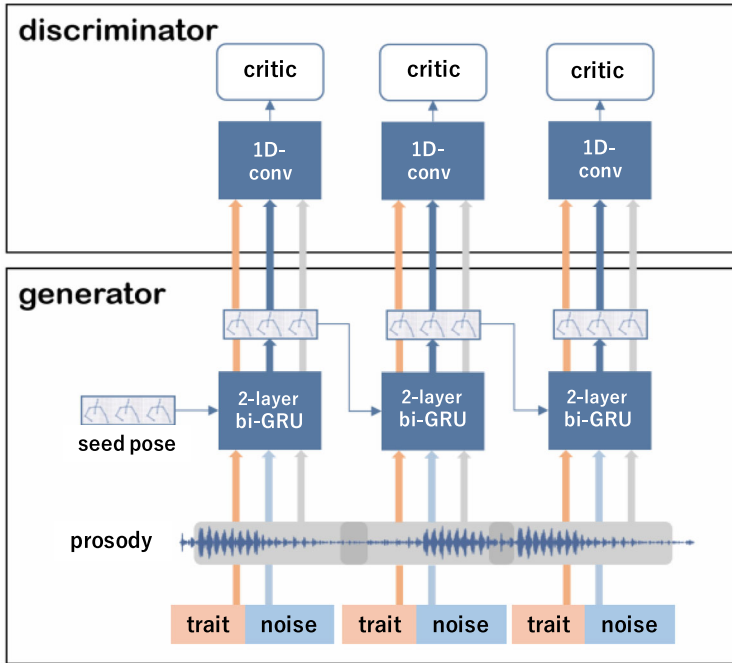 discriminator
critic
critic
critic
1D-
conv
1D-
conv
1D-
conv
generator
2-layer
bi-GRU
2-layer
bi-GRU
2-layer
bi-GRU
seed pose
prosody
trait noise
trait noise
trait noise